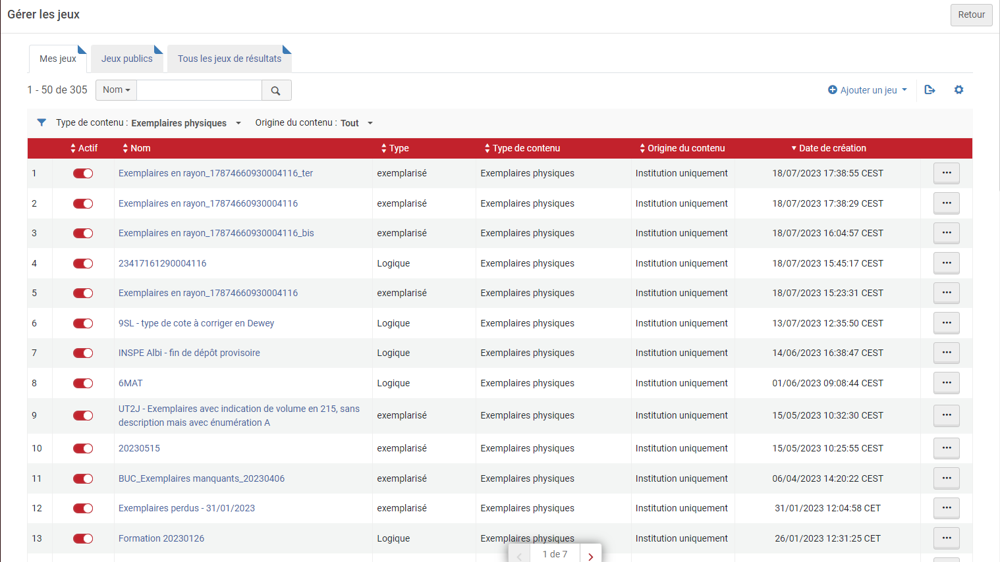 Gérer les jeux
Retour
Mes jeux
Jeux publics
Tous les jeux de résultats
1 - 50 de 305
Nom
Ajouter un jeu
Type de contenu : Exemplaires physiques
Origine du contenu : Tout
Actif Nom Type Type de contenu Origine du contenu Date de création
1 Exemplaires en rayon_17874660930004116_ter exemplarisé Exemplaires physiques Institution uniquement 18/07/2023 17:38:55 CEST
2 Exemplaires en rayon_17874660930004116 exemplarisé Exemplaires physiques Institution uniquement 18/07/2023 17:38:29 CEST
3 Exemplaires en rayon_17874660930004116_bis exemplarisé Exemplaires physiques Institution uniquement 18/07/2023 16:04:57 CEST
4 23417161290004116 Logique Exemplaires physiques Institution uniquement 18/07/2023 15:45:17 CEST
5 Exemplaires en rayon_17874660930004116 exemplarisé Exemplaires physiques Institution uniquement 18/07/2023 15:23:31 CEST
6 9SL - type de cote à corriger en Dewey Logique Exemplaires physiques Institution uniquement 13/07/2023 12:35:50 CEST
7 INSPE Albi - fin de dépôt provisoire Logique Exemplaires physiques Institution uniquement 14/06/2023 16:38:47 CEST
8 6MAT Logique Exemplaires physiques Institution uniquement 01/06/2023 09:08:44 CEST
9 UT2J - Exemplaires avec indication de volume en 215, sans
description mais avec énumération A exemplarisé Exemplaires physiques Institution uniquement 15/05/2023 10:32:30 CEST
10 20230515 exemplarisé Exemplaires physiques Institution uniquement 15/05/2023 10:25:55 CEST
11 BUC_Exemplaires manquants_20230406 exemplarisé Exemplaires physiques Institution uniquement 06/04/2023 14:20:22 CEST
12 Exemplaires perdus - 31/01/2023 exemplarisé Exemplaires physiques Institution uniquement 31/01/2023 12:04:58 CET
13 Formation 20230126 Logique Exemplaires physiques Institution uniquement 26/01/2023 12:31:25 CET
1 de 7